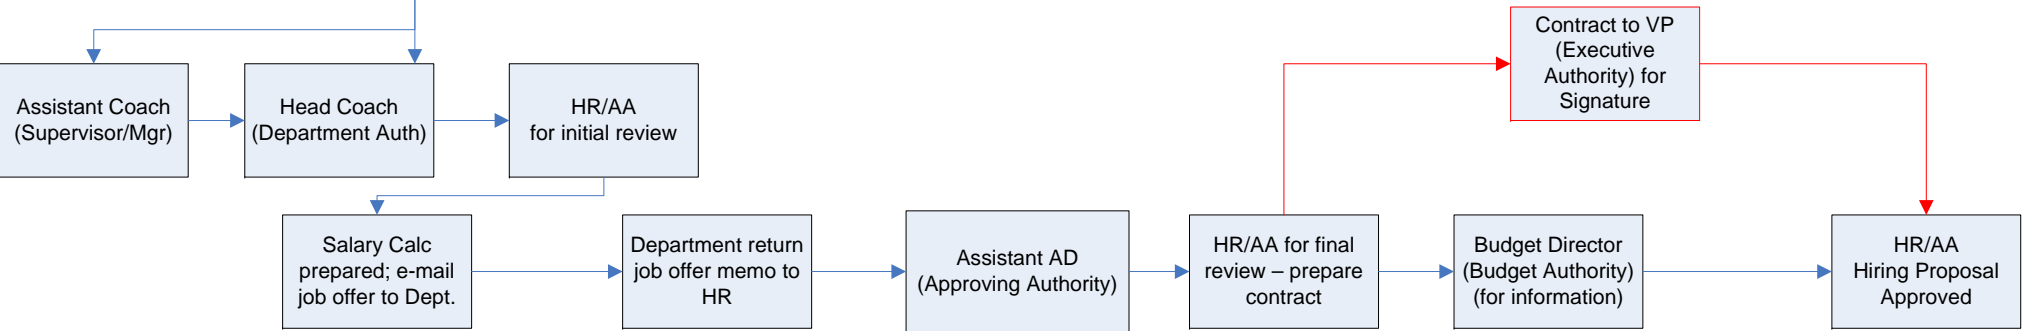 Contract to VP
(Executive
Authority) for
Signature
Assistant Coach
(Supervisor/Mgr)
Head Coach
(Department Auth)
HR/AA
for initial review
Salary Calc
prepared; e-mail
job offer to Dept.
Department return
job offer memo to
HR
Assistant AD
(Approving Authority)
HR/AA for final
review – prepare
contract
Budget Director
(Budget Authority)
(for information)
HR/AA
Hiring Proposal
Approved